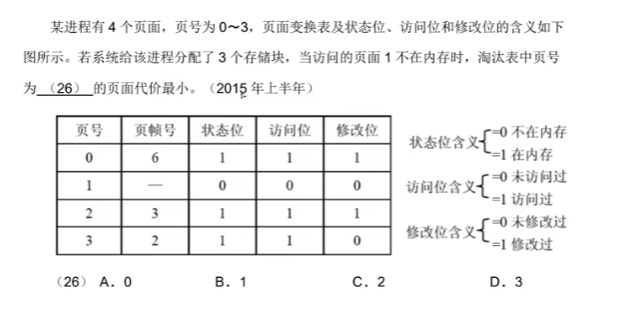 某进程有 4 个页面，页号为 0～3，页面变换表及状态位、访问位和修改位的含义如下
图所示。若系统给该进程分配了 3 个存储块，当访问的页面 1 不在内存时，淘汰表中页号
为 （26） 的页面代价最小。（2015 年上半年）
页号 页帧号 状态位 访问位 修改位
0 6 1 1 1
1 — 0 0 0
2 3 1 1 1
3 2 1 1 0
状态位含义 =0 不在内存
=1 在内存
访问位含义 =0 未访问过
=1 访问过
修改位含义 =0 未修改过
=1 修改过
（26） A．0 B．1 C．2 D．3